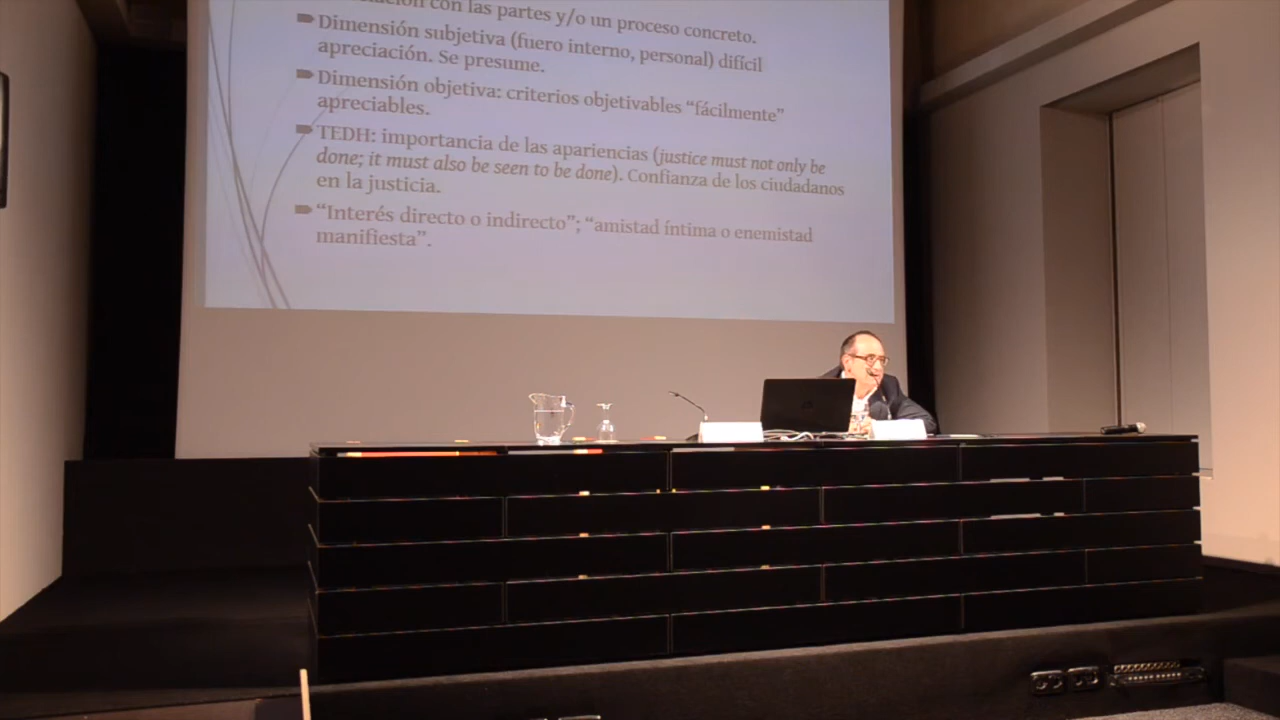 con las partes y/o un proceso concreto.
Dimensión subjetiva (fuero interno, personal) difícil
apreciación. Se presume.
Dimensión objetiva: criterios objetivables “fácilmente”
apreciables.
TEDH: importancia de las apariencias (justice must not only be
done; it must also be seen to be done). Confianza de los ciudadanos
en la justicia.
“Interés directo o indirecto”; “amistad íntima o enemistad
manifiesta”.